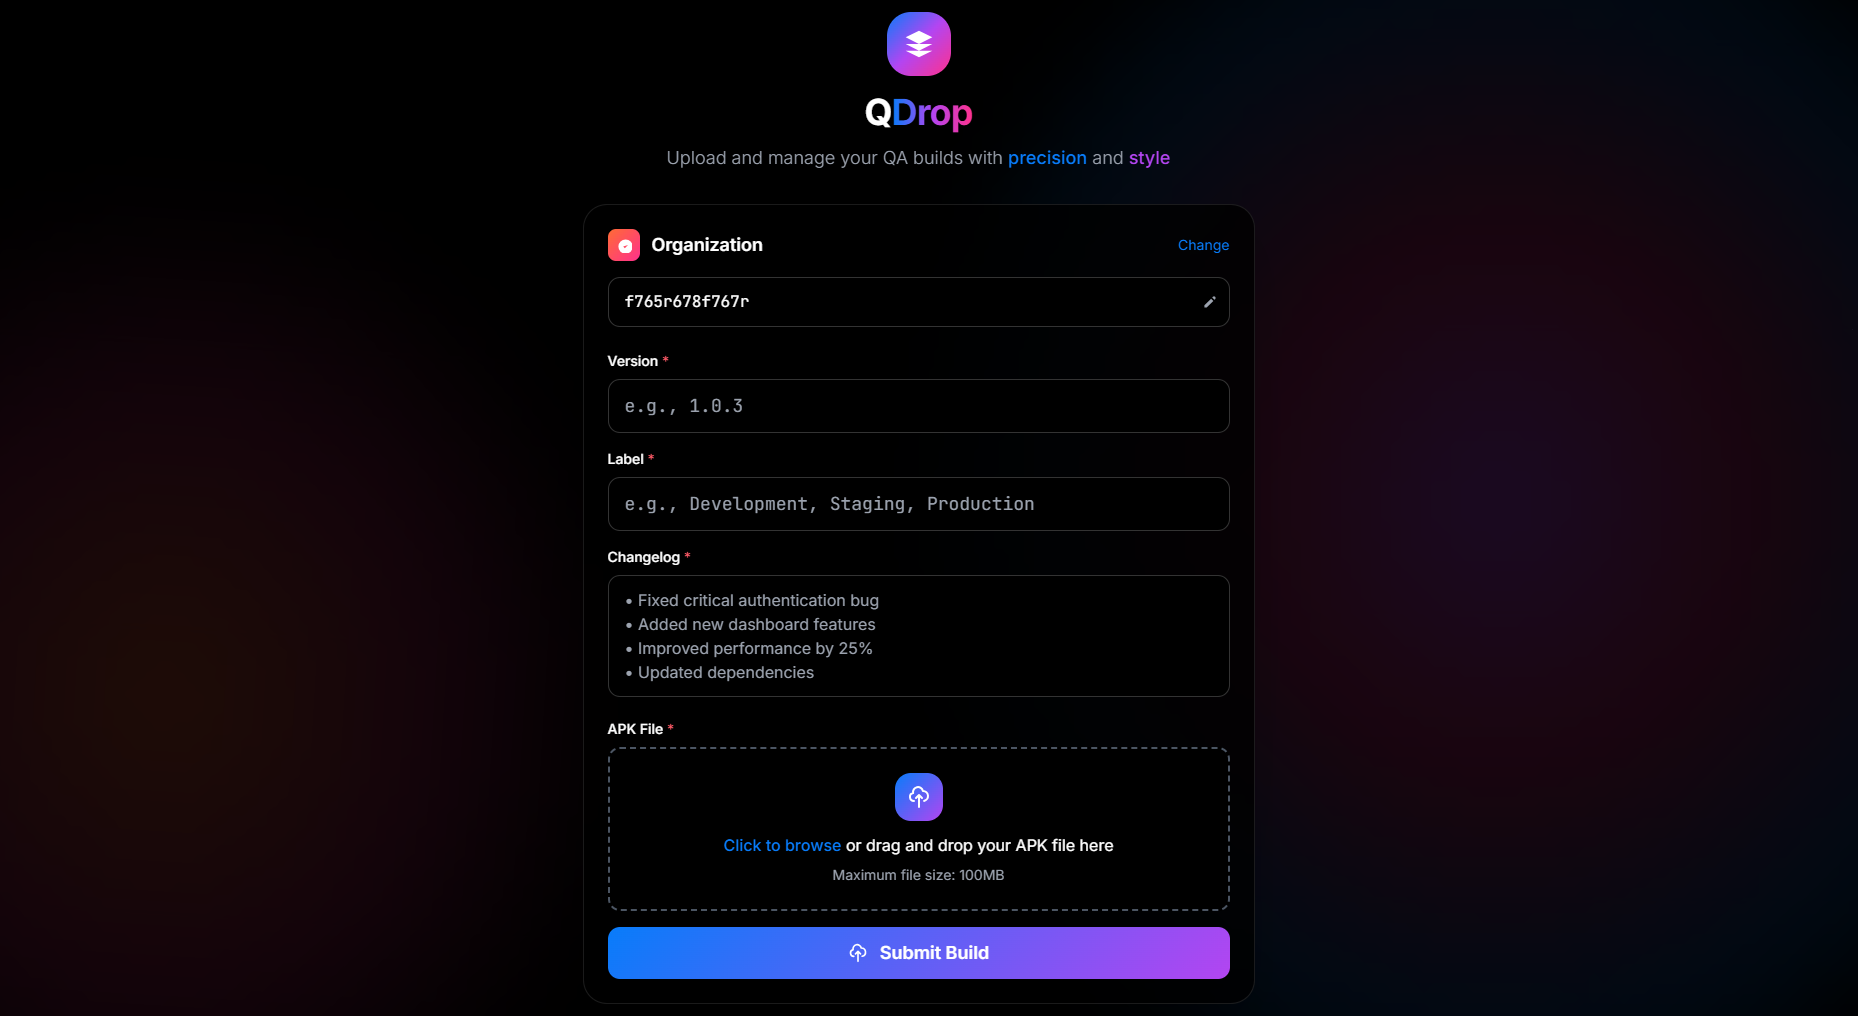 QDrop
Upload and manage your QA builds with precision and style
Organization
Change
f765r678f767r
Version *
e.g., 1.0.3
Label *
e.g., Development, Staging, Production
Changelog *
• Fixed critical authentication bug
• Added new dashboard features
• Improved performance by 25%
• Updated dependencies
APK File *
Click to browse or drag and drop your APK file here
Maximum file size: 100MB
Submit Build